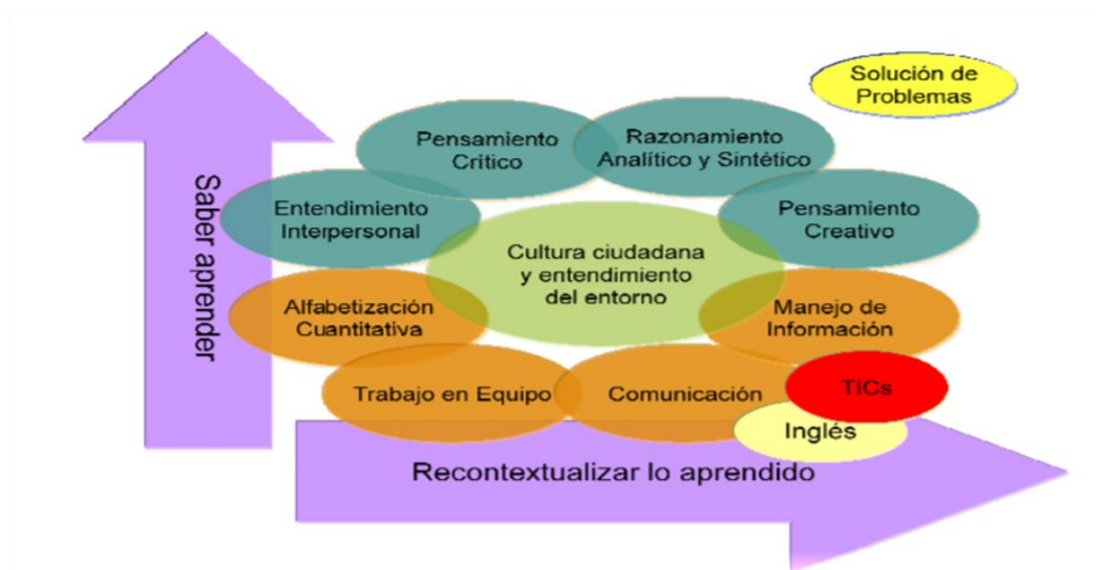 Solución de
Problemas
Pensamiento
Crítico
Razonamiento
Analítico y Sintético
Entendimiento
Interpersonal
Pensamiento
Creativo
Cultura ciudadana
y entendimiento
del entorno
Saber aprender
Alfabetización
Cuantitativa
Manejo de
Información
Trabajo en Equipo
Comunicación
TICs
Inglés
Recontextualizar lo aprendido